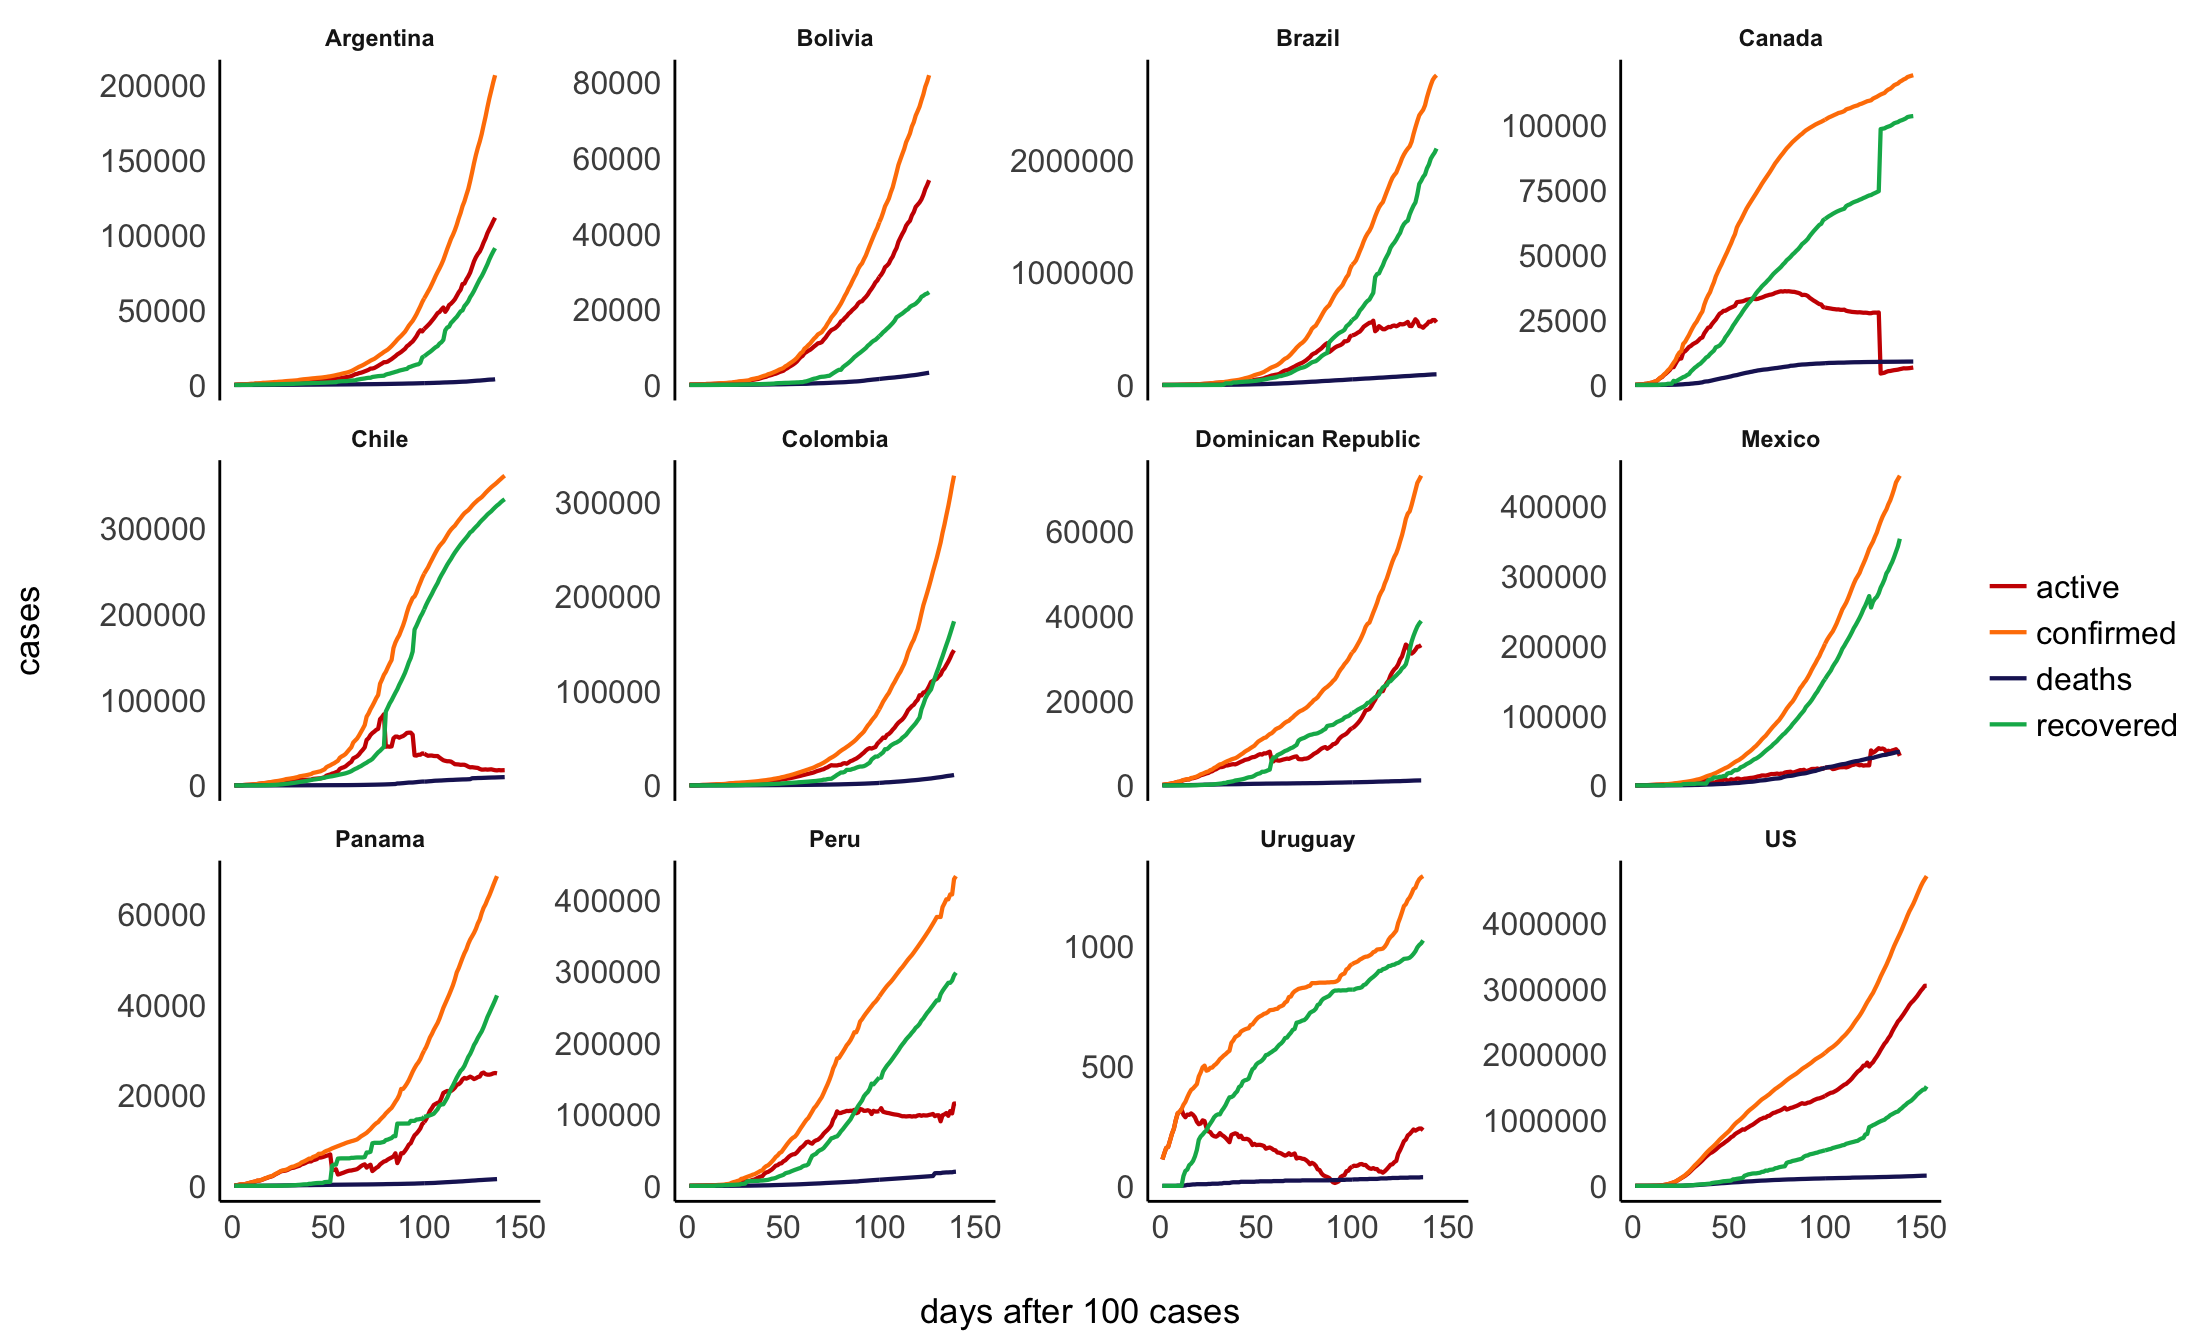 Argentina
Bolivia
Brazil
Canada
200000
150000
100000
50000
0
80000
60000
40000
20000
0
2000000
1000000
0
100000
75000
50000
25000
0
Chile
Colombia
Dominican Republic
Mexico
300000
200000
100000
0
300000
200000
100000
0
60000
40000
20000
0
400000
300000
200000
100000
0
cases
active
confirmed
deaths
recovered
Panama
Peru
Uruguay
US
60000
40000
20000
0
400000
300000
200000
100000
0
1000
500
0
4000000
3000000
2000000
1000000
0
0 50 100 150
0 50 100 150
0 50 100 150
0 50 100 150
days after 100 cases